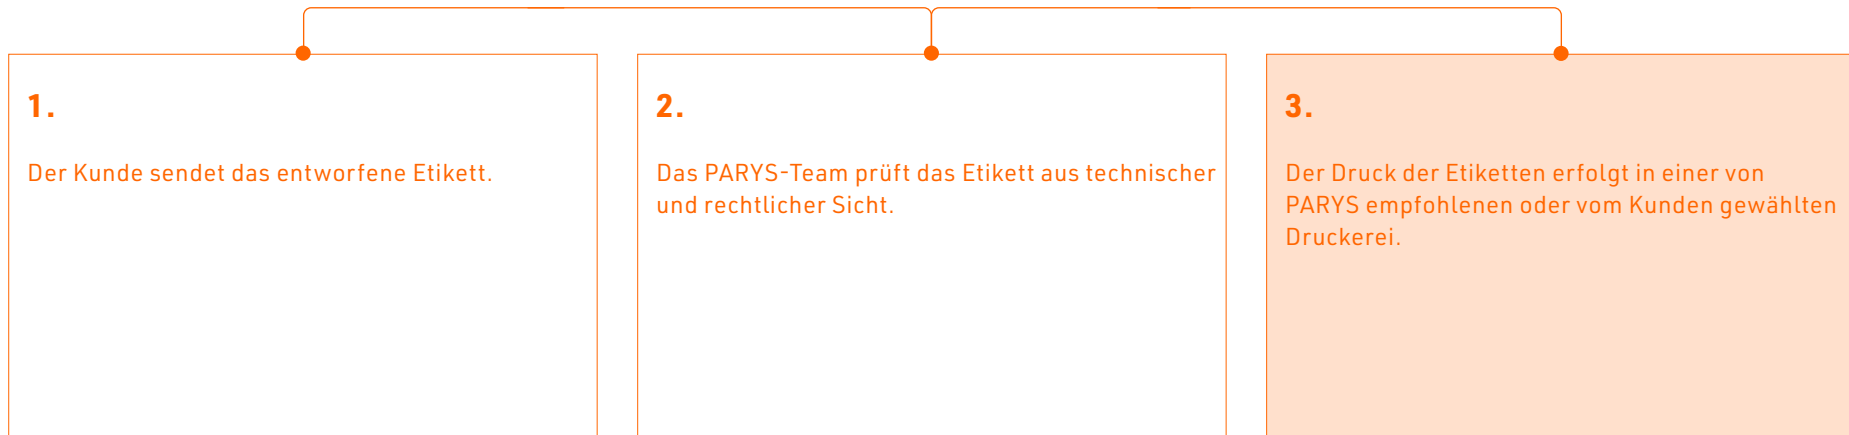 1.
Der Kunde sendet das entworfene Etikett.
2.
Das PARYS-Team prüft das Etikett aus technischer
und rechtlicher Sicht.
3.
Der Druck der Etiketten erfolgt in einer von
PARYS empfohlenen oder vom Kunden gewählten
Druckerei.